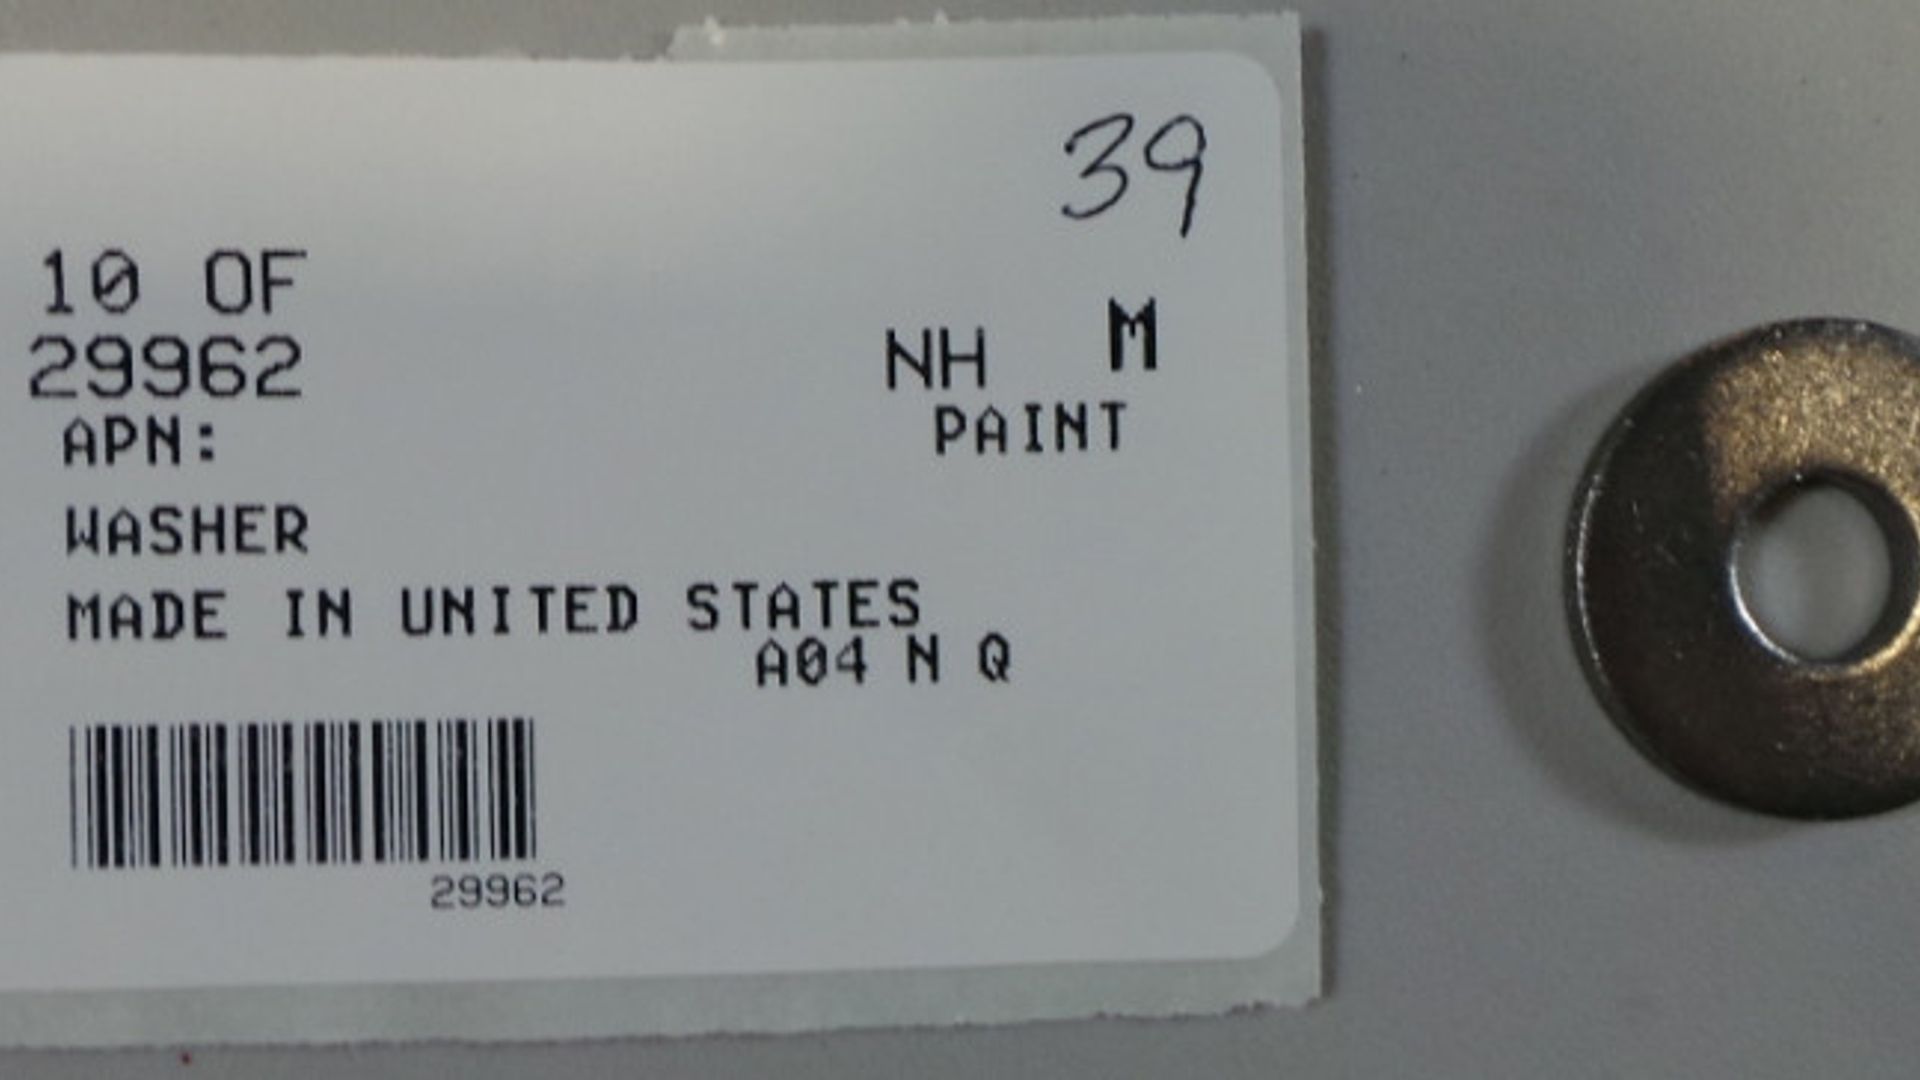 39
10 OF
29962
NH M
APN:
PAINT
WASHER
MADE IN UNITED STATES
A04 N Q
29962